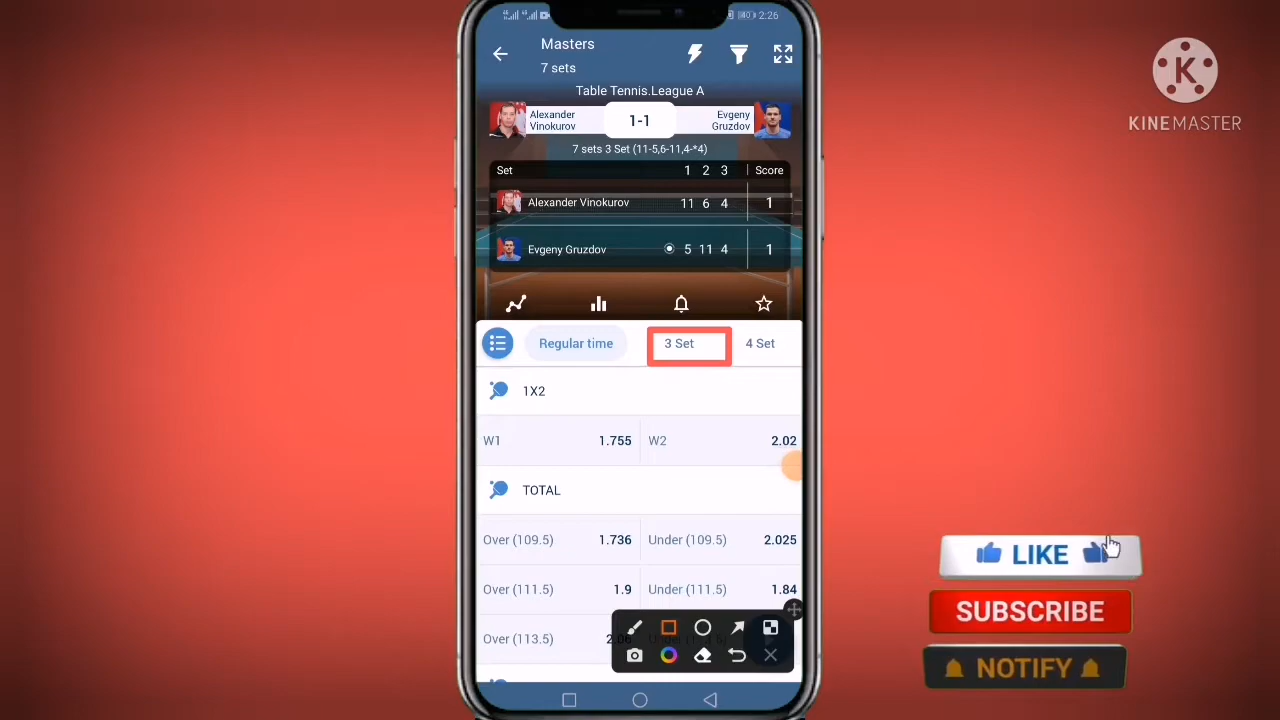 2:26
Masters
7 sets
Table Tennis.League A
Alexander
Vinokurov
1-1
Evgeny
Gruzdov
7 sets 3 Set (11-5,6-11,4-*4)
Set 1 2 3 Score
Alexander Vinokurov 11 6 4 1
Evgeny Gruzdov 5 11 4 1
Regular time 3 Set 4 Set
1X2
W1 1.755 W2 2.02
TOTAL
Over (109.5) 1.736 Under (109.5) 2.025
Over (111.5) 1.9 Under (111.5) 1.84
Over (113.5) 2.06
K
KINEMASTER
LIKE
SUBSCRIBE
NOTIFY